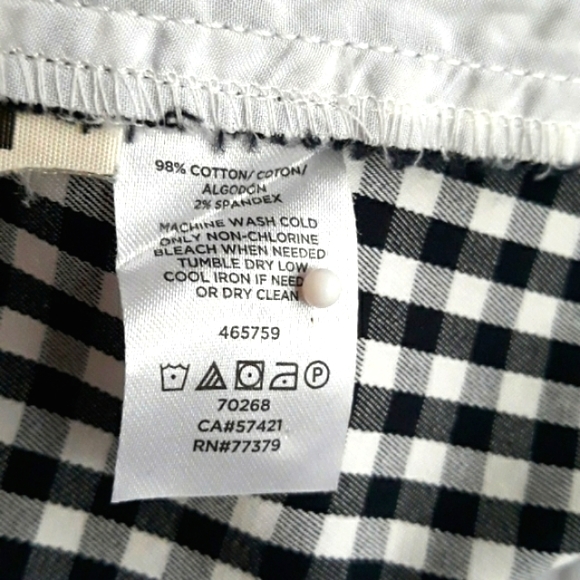 98% COTTON/COTON/
ALGODÓN
2% SPANDEX
MACHINE WASH COLD
ONLY NON-CHLORINE
BLEACH WHEN NEEDED
TUMBLE DRY LOW
COOL IRON IF NEED
OR DRY CLEAN
465759
P
70268
CA#57421
RN#77379